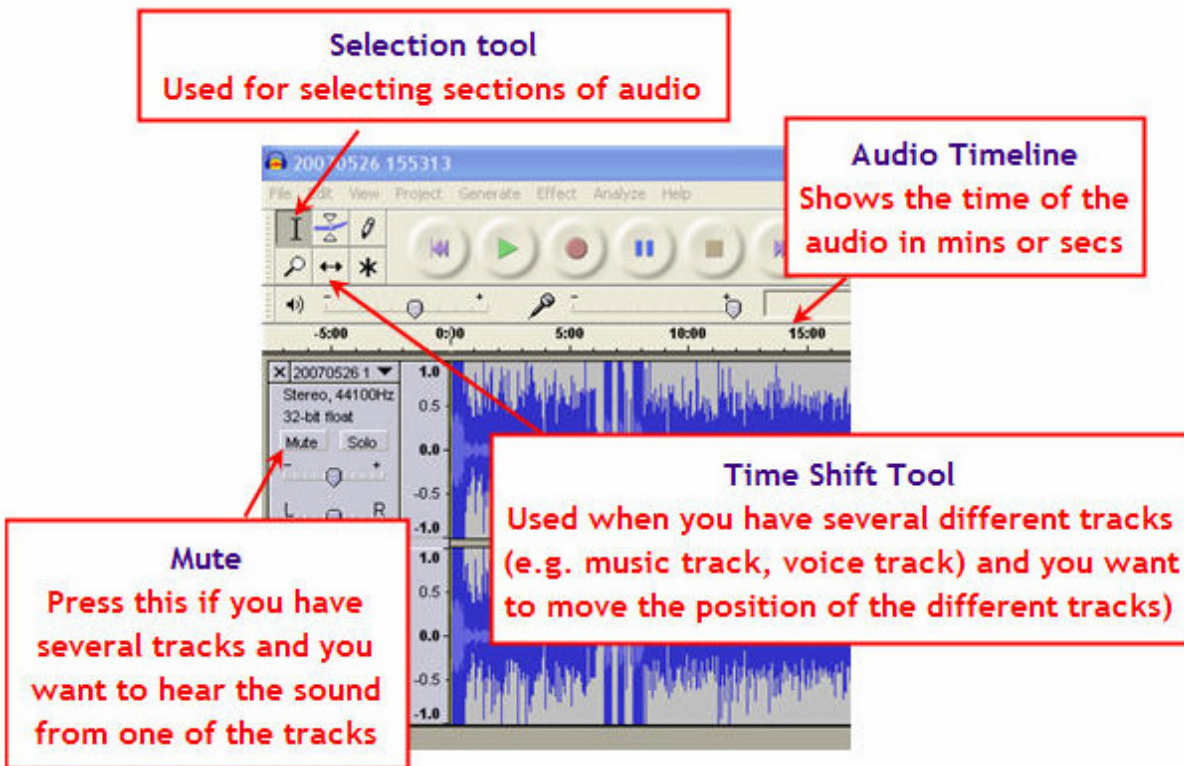 Selection tool
Used for selecting sections of audio
Audio Timeline
Shows the time of the
audio in mins or secs
20070526 155313
File Edit View Project Generate Effect Analyze Help
-5:00 0:00 5:00 10:00 15:00
20070526 1
Stereo, 44100Hz
32-bit float
Mute Solo
- +
L R
1.0
0.5
0.0
-0.5
-1.0
1.0
0.5
0.0
-0.5
-1.0
Time Shift Tool
Used when you have several different tracks
(e.g. music track, voice track) and you want
to move the position of the different tracks)
Mute
Press this if you have
several tracks and you
want to hear the sound
from one of the tracks